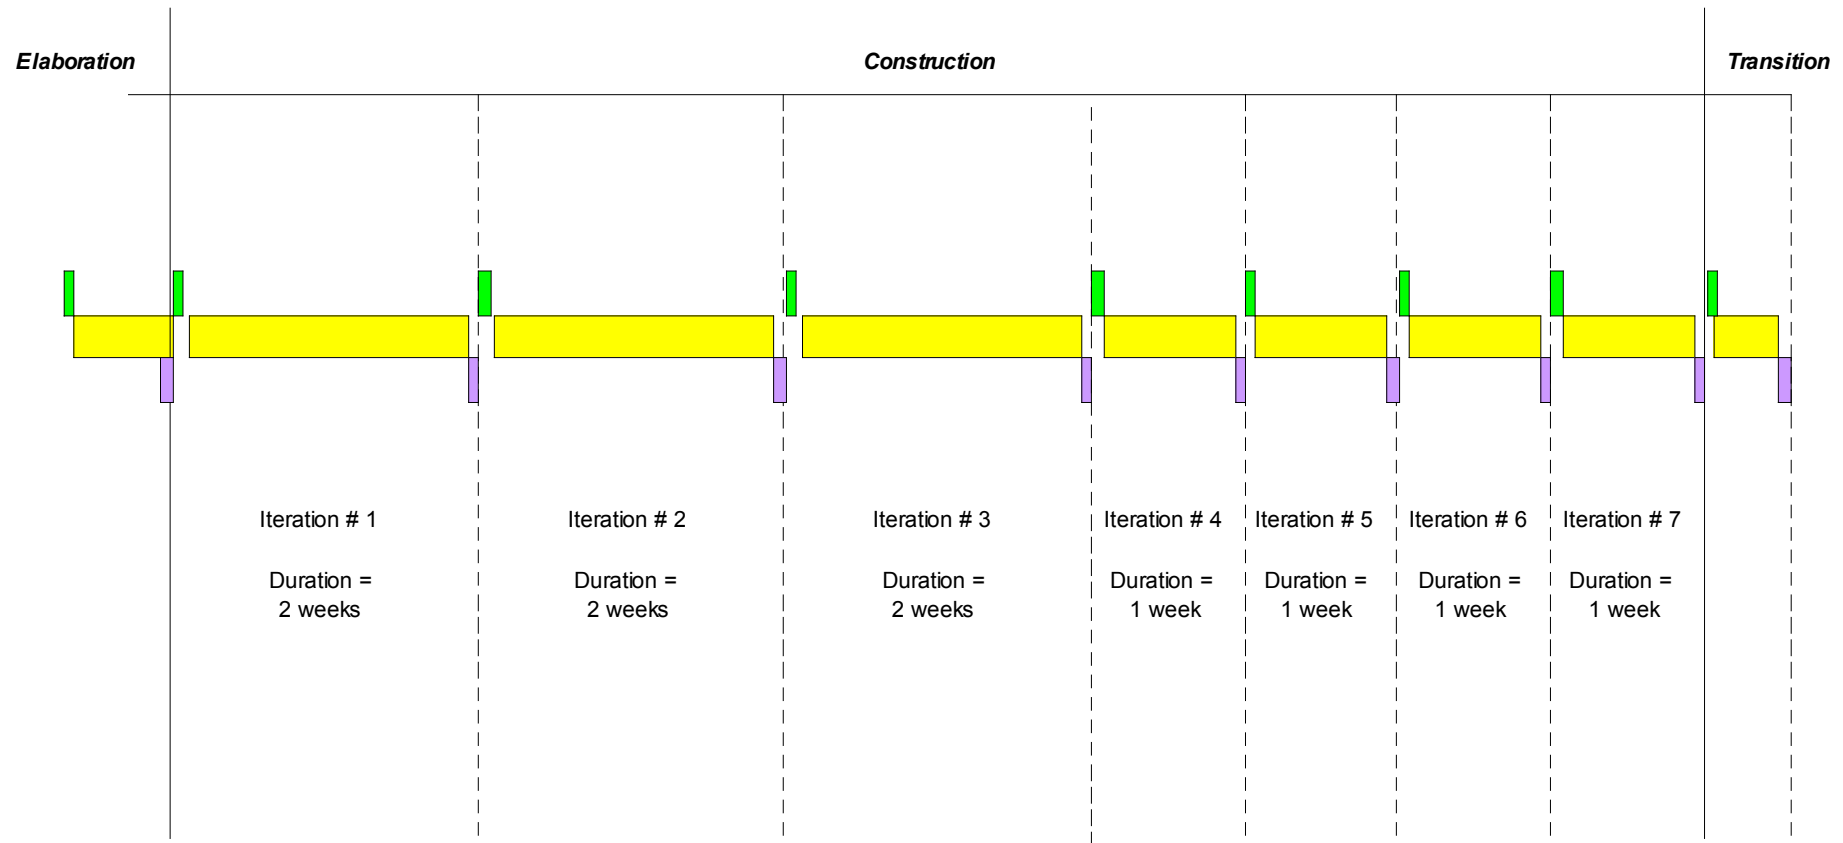 Elaboration
Construction
Transition
Iteration # 1
Iteration # 2
Iteration # 3
Iteration # 4
Iteration # 5
Iteration # 6
Iteration # 7
Duration =
2 weeks
Duration =
2 weeks
Duration =
2 weeks
Duration =
1 week
Duration =
1 week
Duration =
1 week
Duration =
1 week